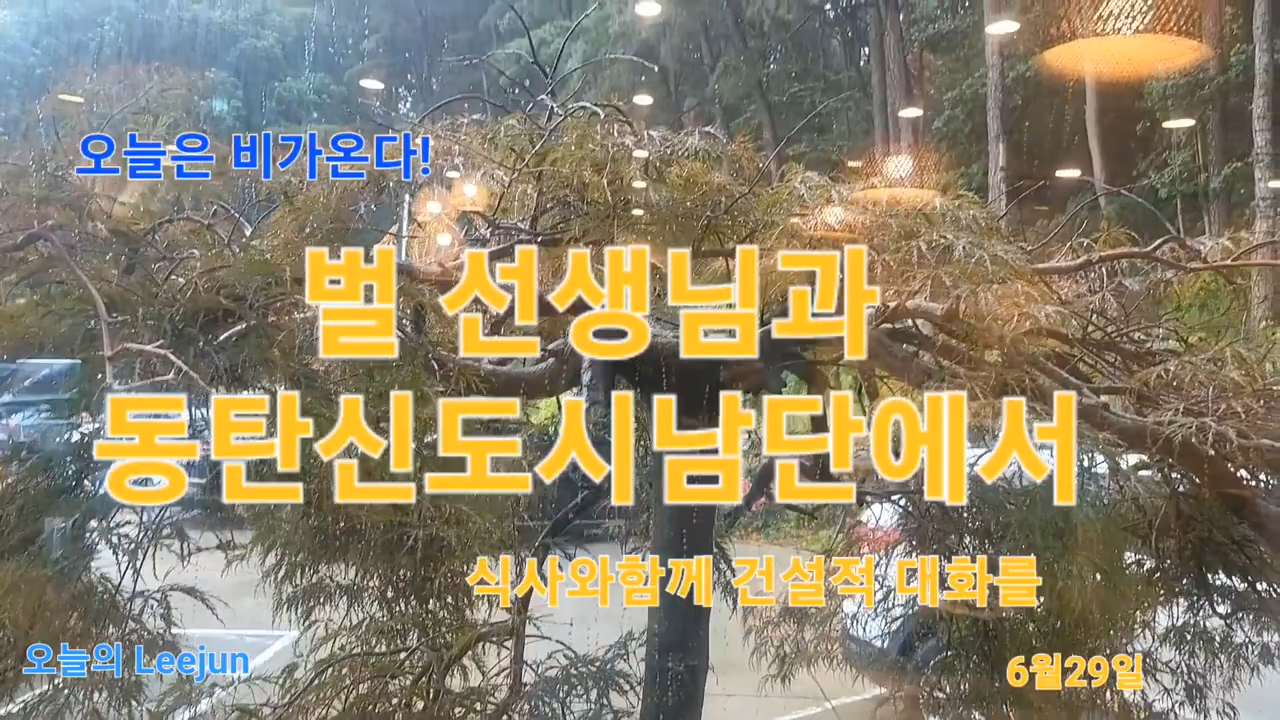 오늘은 비가온다!
벌 선생님과
동탄신도시남단에서
식사와함께 건설적 대화를
오늘의 Leejun
6월29일